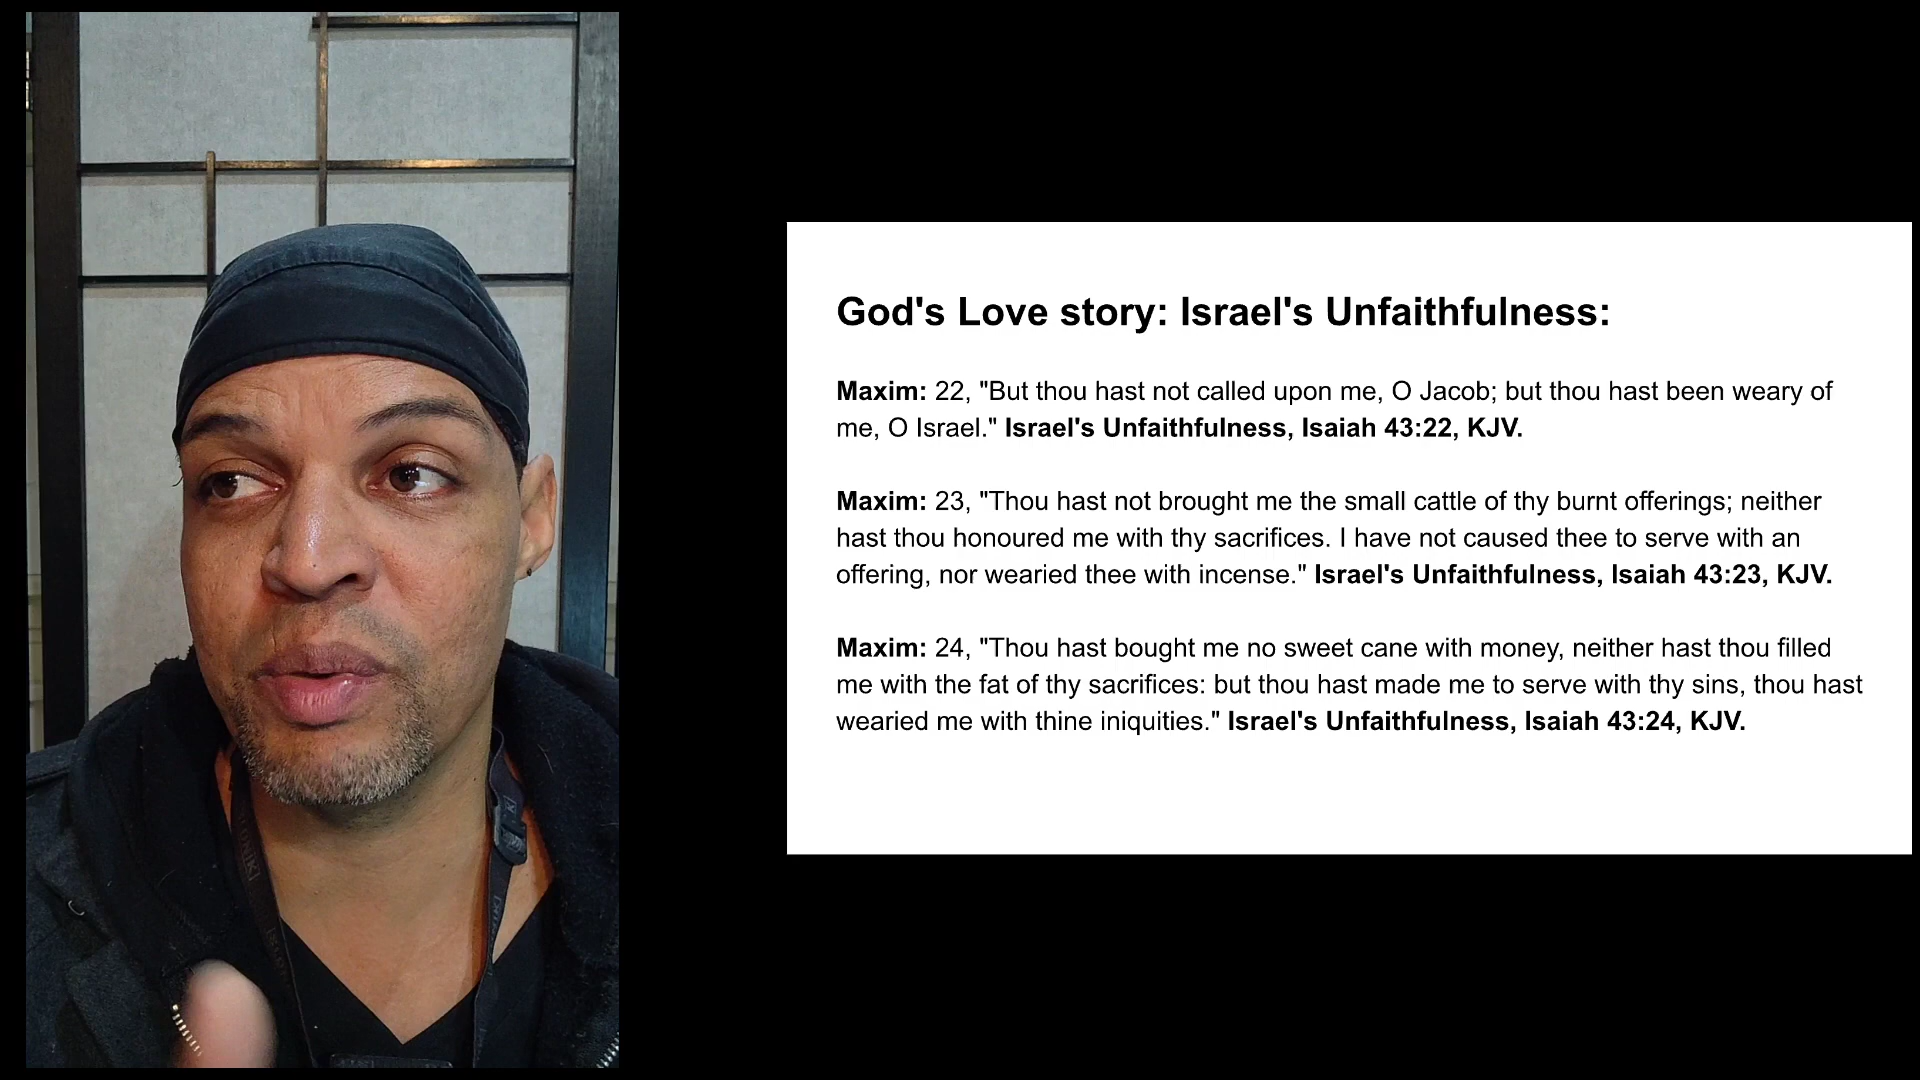 God's Love story: Israel's Unfaithfulness:
Maxim: 22, "But thou hast not called upon me, O Jacob; but thou hast been weary of
me, O Israel." Israel's Unfaithfulness, Isaiah 43:22, KJV.
Maxim: 23, "Thou hast not brought me the small cattle of thy burnt offerings; neither
hast thou honoured me with thy sacrifices. I have not caused thee to serve with an
offering, nor wearied thee with incense." Israel's Unfaithfulness, Isaiah 43:23, KJV.
Maxim: 24, "Thou hast bought me no sweet cane with money, neither hast thou filled
me with the fat of thy sacrifices: but thou hast made me to serve with thy sins, thou hast
wearied me with thine iniquities." Israel's Unfaithfulness, Isaiah 43:24, KJV.